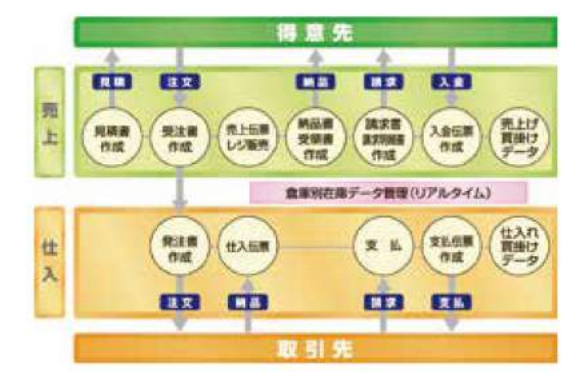 得意先
見積
注文
納品
請求
入金
売上
見積書
作成
受注書
作成
売上伝票
レジ販売
納品書
受領書
作成
請求書
請求明細書
作成
入金伝票
作成
売上げ
買掛け
データ
倉庫別在庫データ管理(リアルタイム)
仕入
発注書
作成
仕入伝票
支払
支払伝票
作成
仕入れ
買掛け
データ
注文
納品
請求
支払
取引先